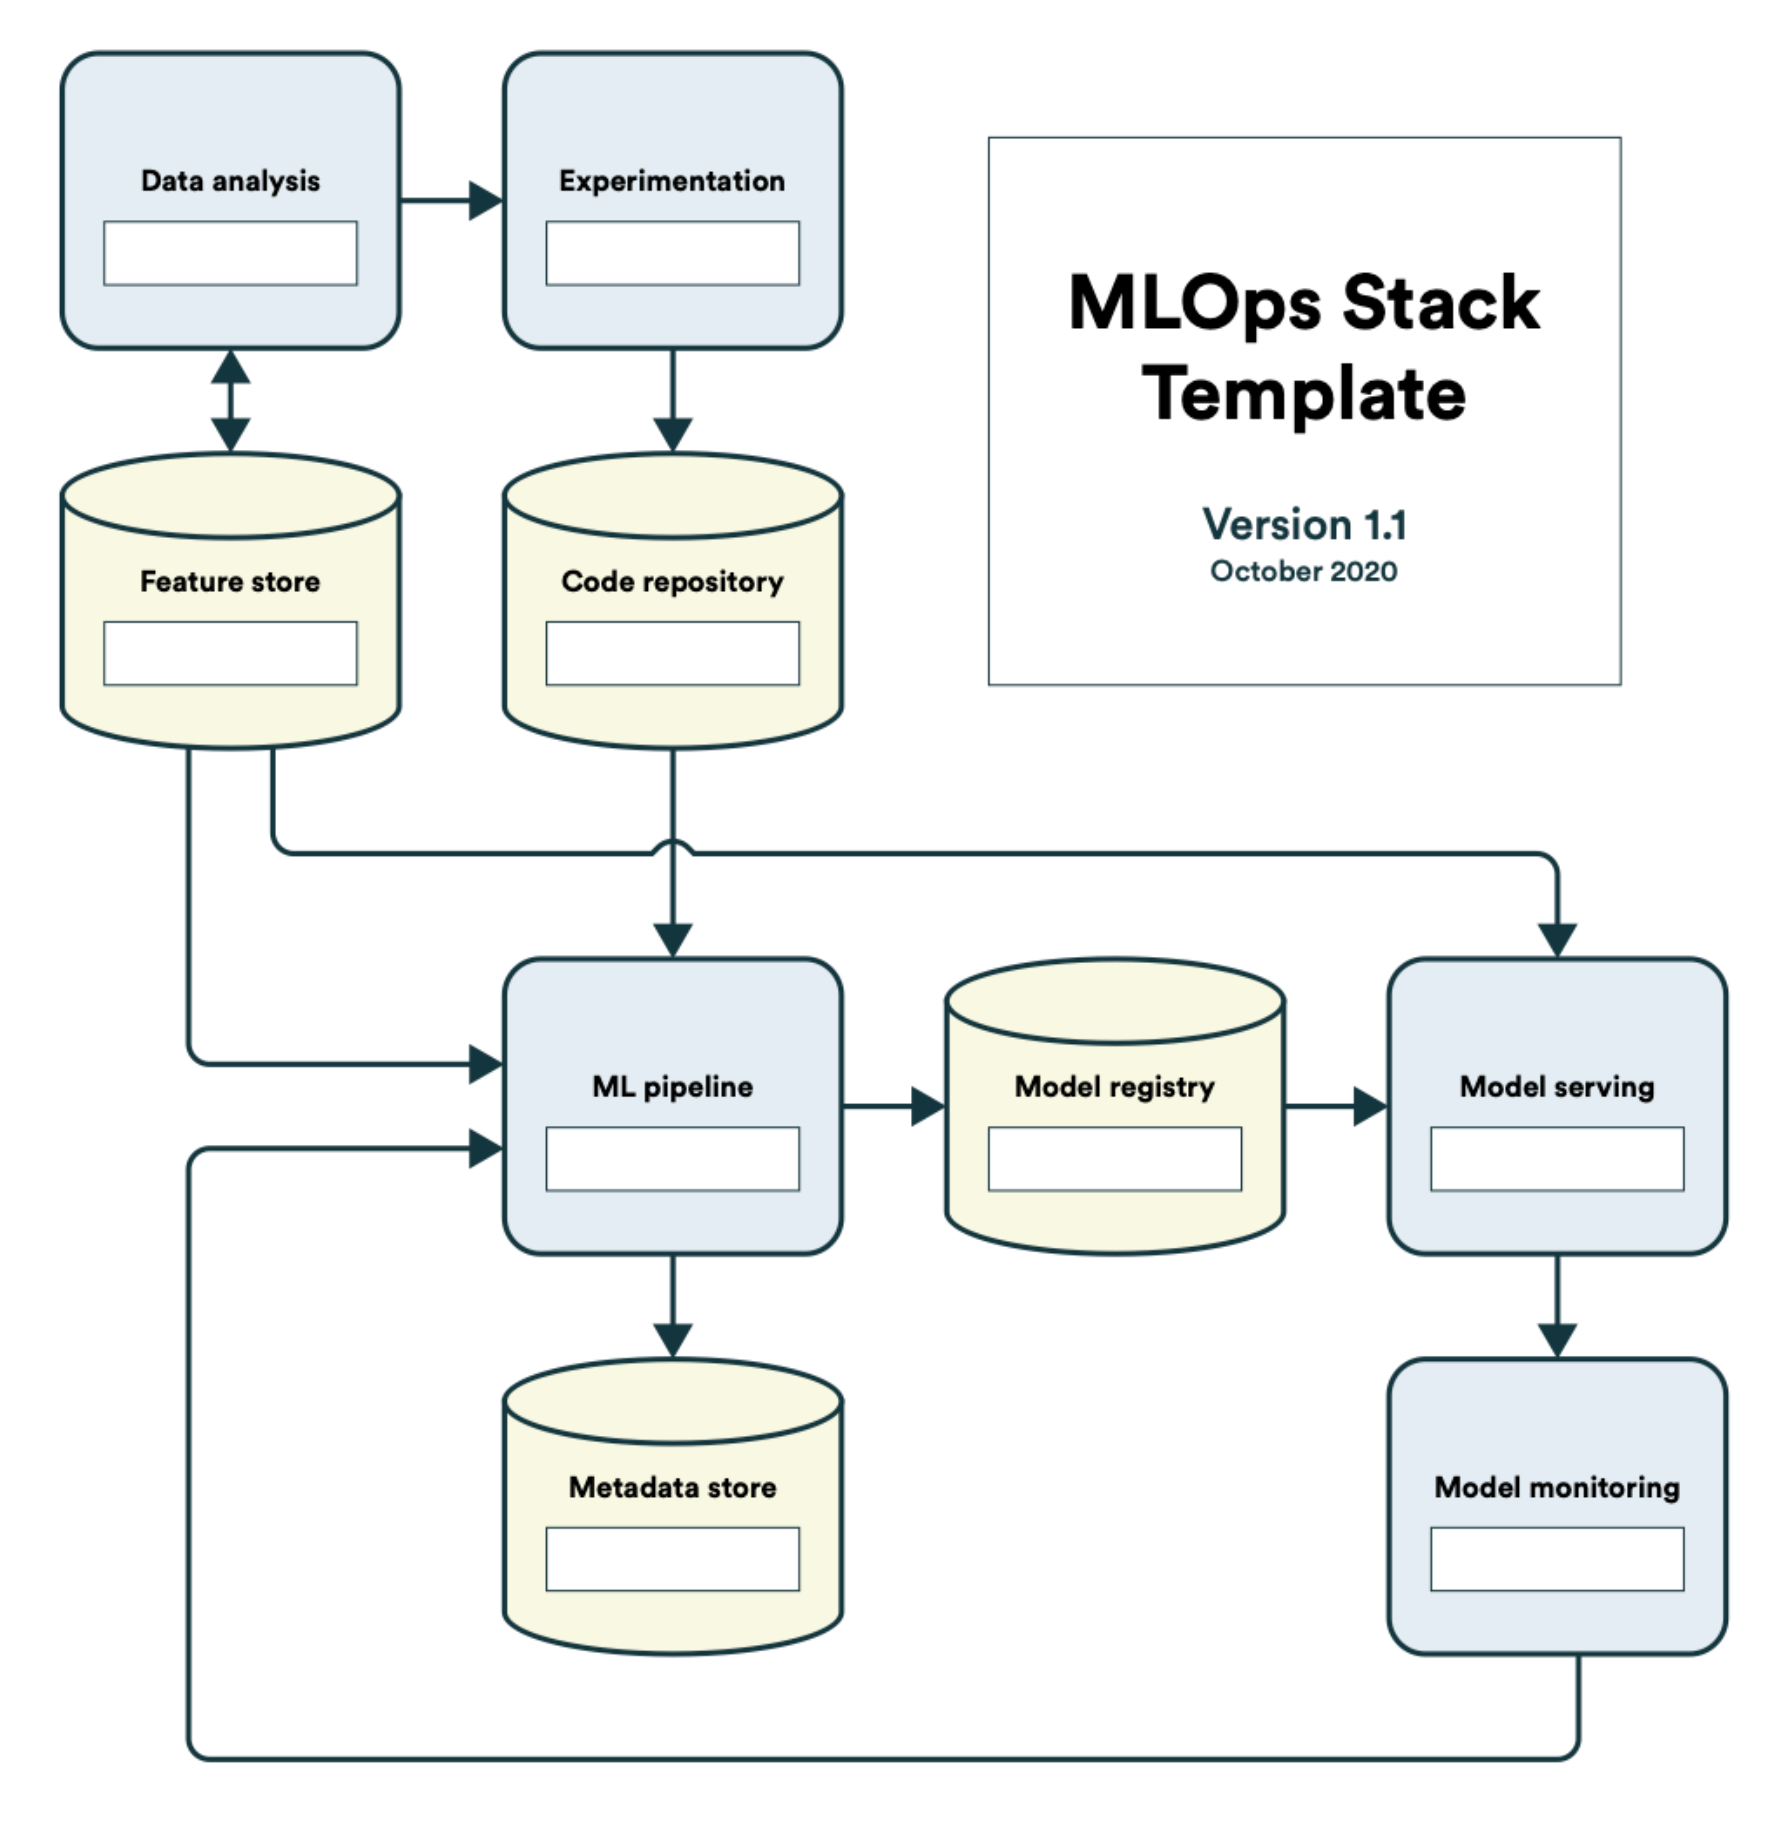 Data analysis
Experimentation
MLOps Stack
Template
Version 1.1
October 2020
Feature store
Code repository
ML pipeline
Model registry
Model serving
Metadata store
Model monitoring